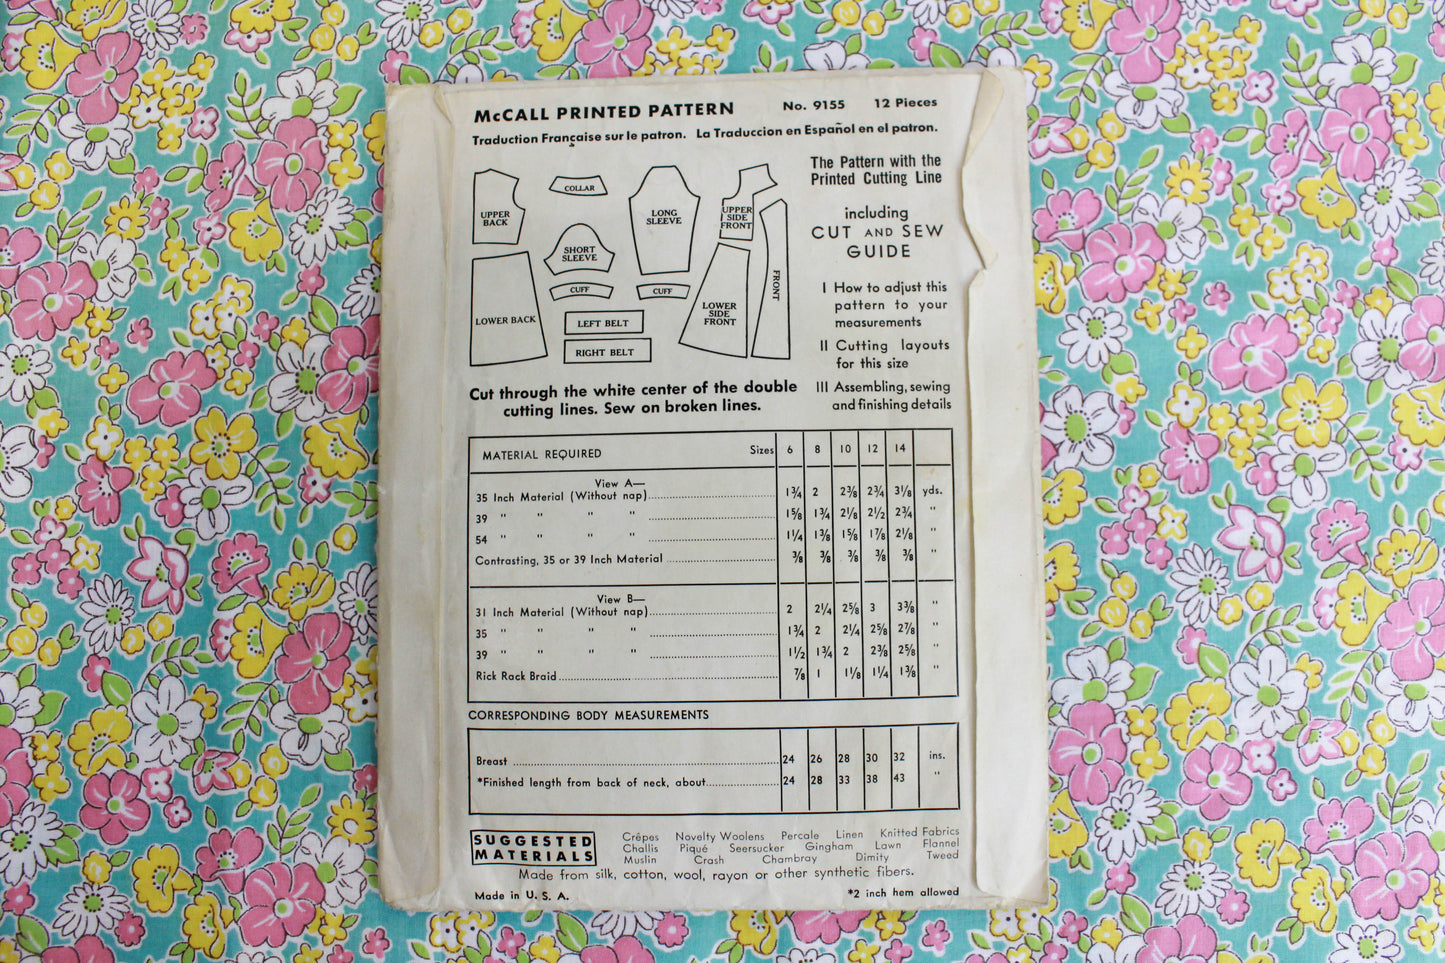 McCALL PRINTED PATTERN No. 9155 12 Pieces
Traduction Française sur le patron. La Traduccion en Español en el patron.
UPPER
BACK
COLLAR
LONG
SLEEVE
UPPER
SIDE
FRONT
SHORT
SLEEVE
CUFF
CUFF
FRONT
LOWER BACK
LEFT BELT
LOWER
SIDE
FRONT
RIGHT BELT
The Pattern with the
Printed Cutting Line
including
CUT AND SEW
GUIDE
I How to adjust this
pattern to your
measurements
II Cutting layouts
for this size
III Assembling, sewing
and finishing details
Cut through the white center of the double
cutting lines. Sew on broken lines.
MATERIAL REQUIRED Sizes 6 8 10 12 14
View A—
35 Inch Material (Without nap) 1¾ 2 2⅜ 2¾ 3⅛ yds.
39 " " " " 1⅝ 1¾ 2⅛ 2½ 2¾ "
54 " " " " 1¼ 1⅜ 1⅝ 1⅞ 2⅛ "
Contrasting, 35 or 39 Inch Material ⅜ ⅜ ⅜ ⅜ ⅜ "
View B—
31 Inch Material (Without nap) 2 2¼ 2⅝ 3 3⅜ "
35 " " " " 1¾ 2 2¼ 2⅝ 2⅞ "
39 " " " " 1½ 1¾ 2 2⅜ 2⅝ "
Rick Rack Braid ⅞ 1 1⅛ 1¼ 1⅜ "
CORRESPONDING BODY MEASUREMENTS
Breast 24 26 28 30 32 ins.
*Finished length from back of neck, about 24 28 33 38 43 "
SUGGESTED
MATERIALS
Crêpes Novelty Woolens Percale Linen Knitted Fabrics
Challis Piqué Seersucker Gingham Lawn Flannel
Muslin Crash Chambray Dimity Tweed
Made from silk, cotton, wool, rayon or other synthetic fibers.
Made in U. S. A. *2 inch hem allowed